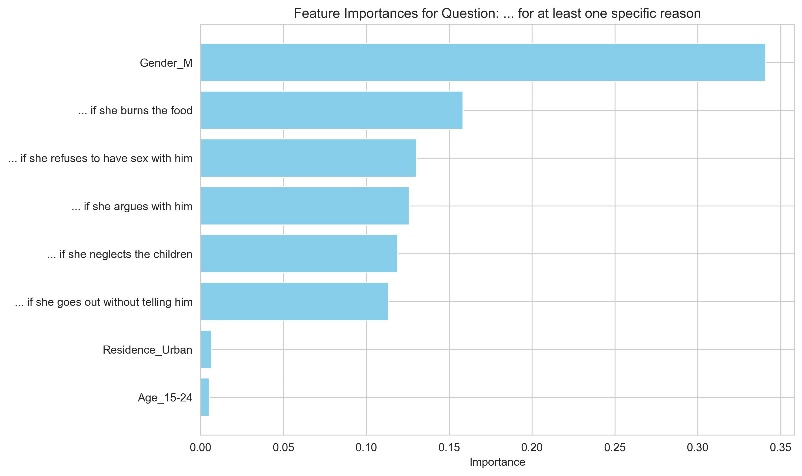 Feature Importances for Question: ... for at least one specific reason
Gender_M
... if she burns the food
... if she refuses to have sex with him
... if she argues with him
... if she neglects the children
... if she goes out without telling him
Residence_Urban
Age_15-24
0.00 0.05 0.10 0.15 0.20 0.25 0.30 0.35
Importance